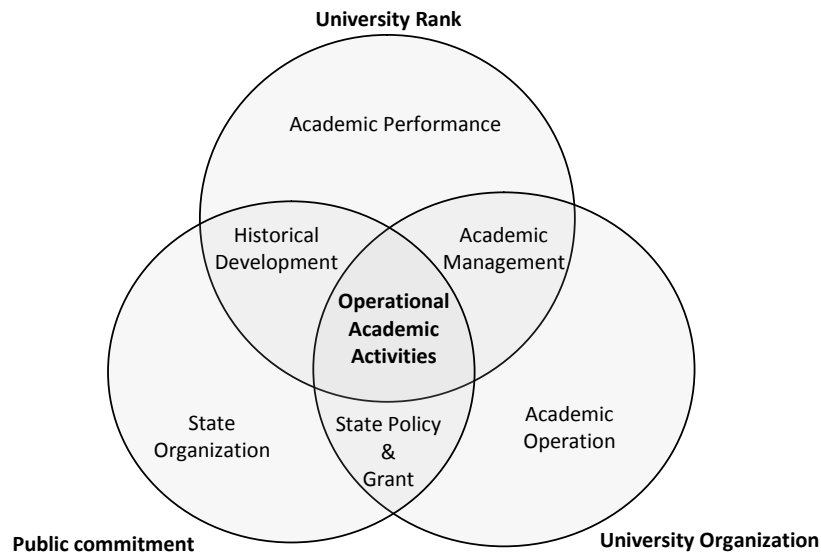 University Rank
Academic Performance
Historical
Development
Academic
Management
Operational
Academic
Activities
State
Organization
State Policy
&
Grant
Academic
Operation
Public commitment
University Organization